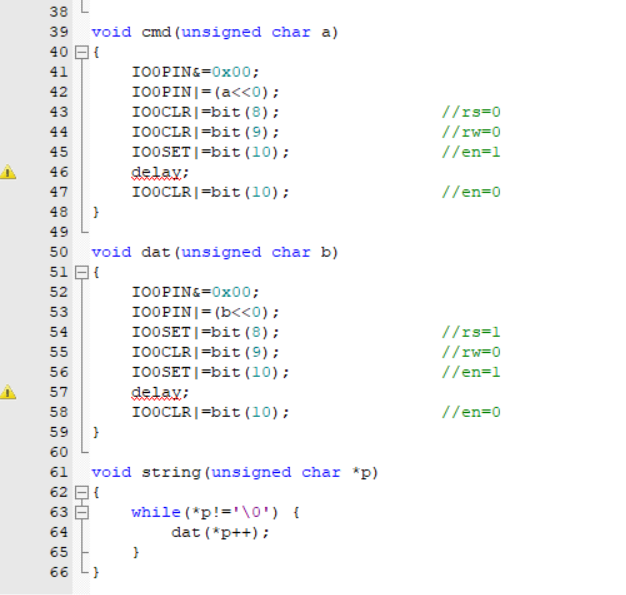 38
39 void cmd(unsigned char a)
40 {
41 IO0PIN&=0x00;
42 IO0PIN|=(a<<0);
43 IO0CLR|=bit(8); //rs=0
44 IO0CLR|=bit(9); //rw=0
45 IO0SET|=bit(10); //en=1
46 delay;
47 IO0CLR|=bit(10); //en=0
48 }
49
50 void dat(unsigned char b)
51 {
52 IO0PIN&=0x00;
53 IO0PIN|=(b<<0);
54 IO0SET|=bit(8); //rs=1
55 IO0CLR|=bit(9); //rw=0
56 IO0SET|=bit(10); //en=1
57 delay;
58 IO0CLR|=bit(10); //en=0
59 }
60
61 void string(unsigned char *p)
62 {
63 while(*p!='\0') {
64 dat(*p++);
65 }
66 }